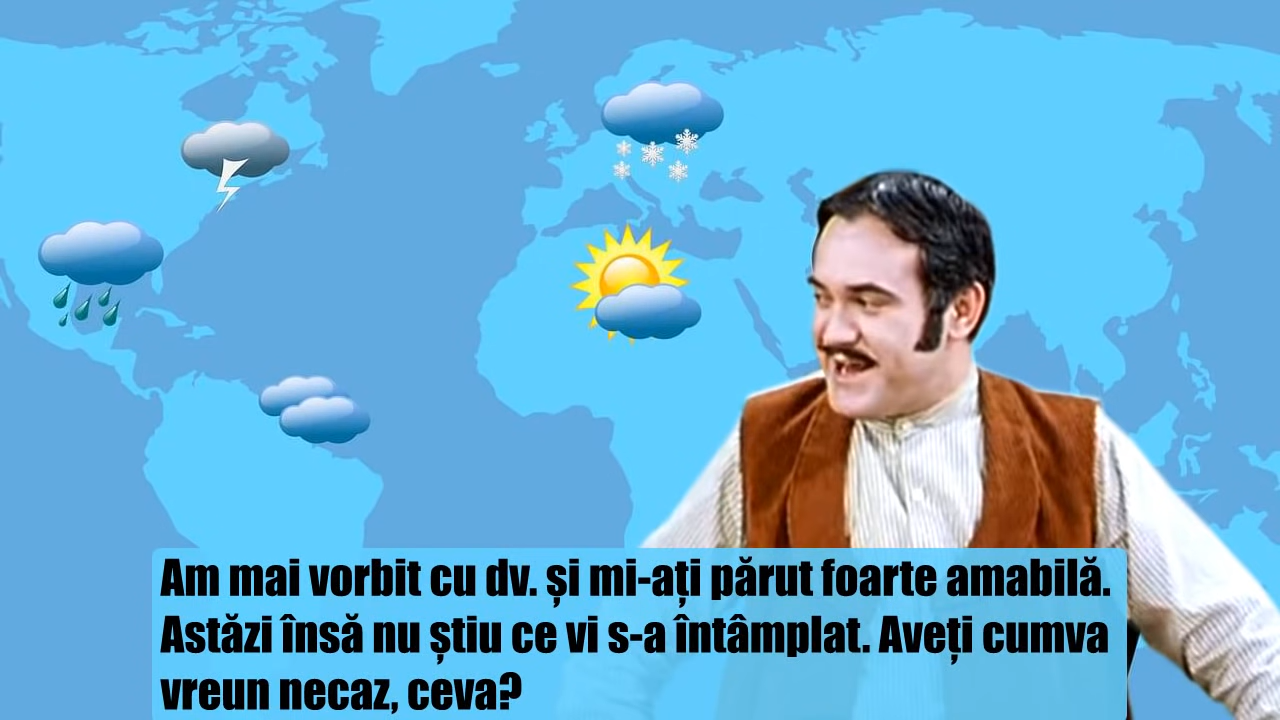 Am mai vorbit cu dv. și mi-ați părut foarte amabilă.
Astăzi însă nu știu ce vi s-a întâmplat. Aveți cumva
vreun necaz, ceva?